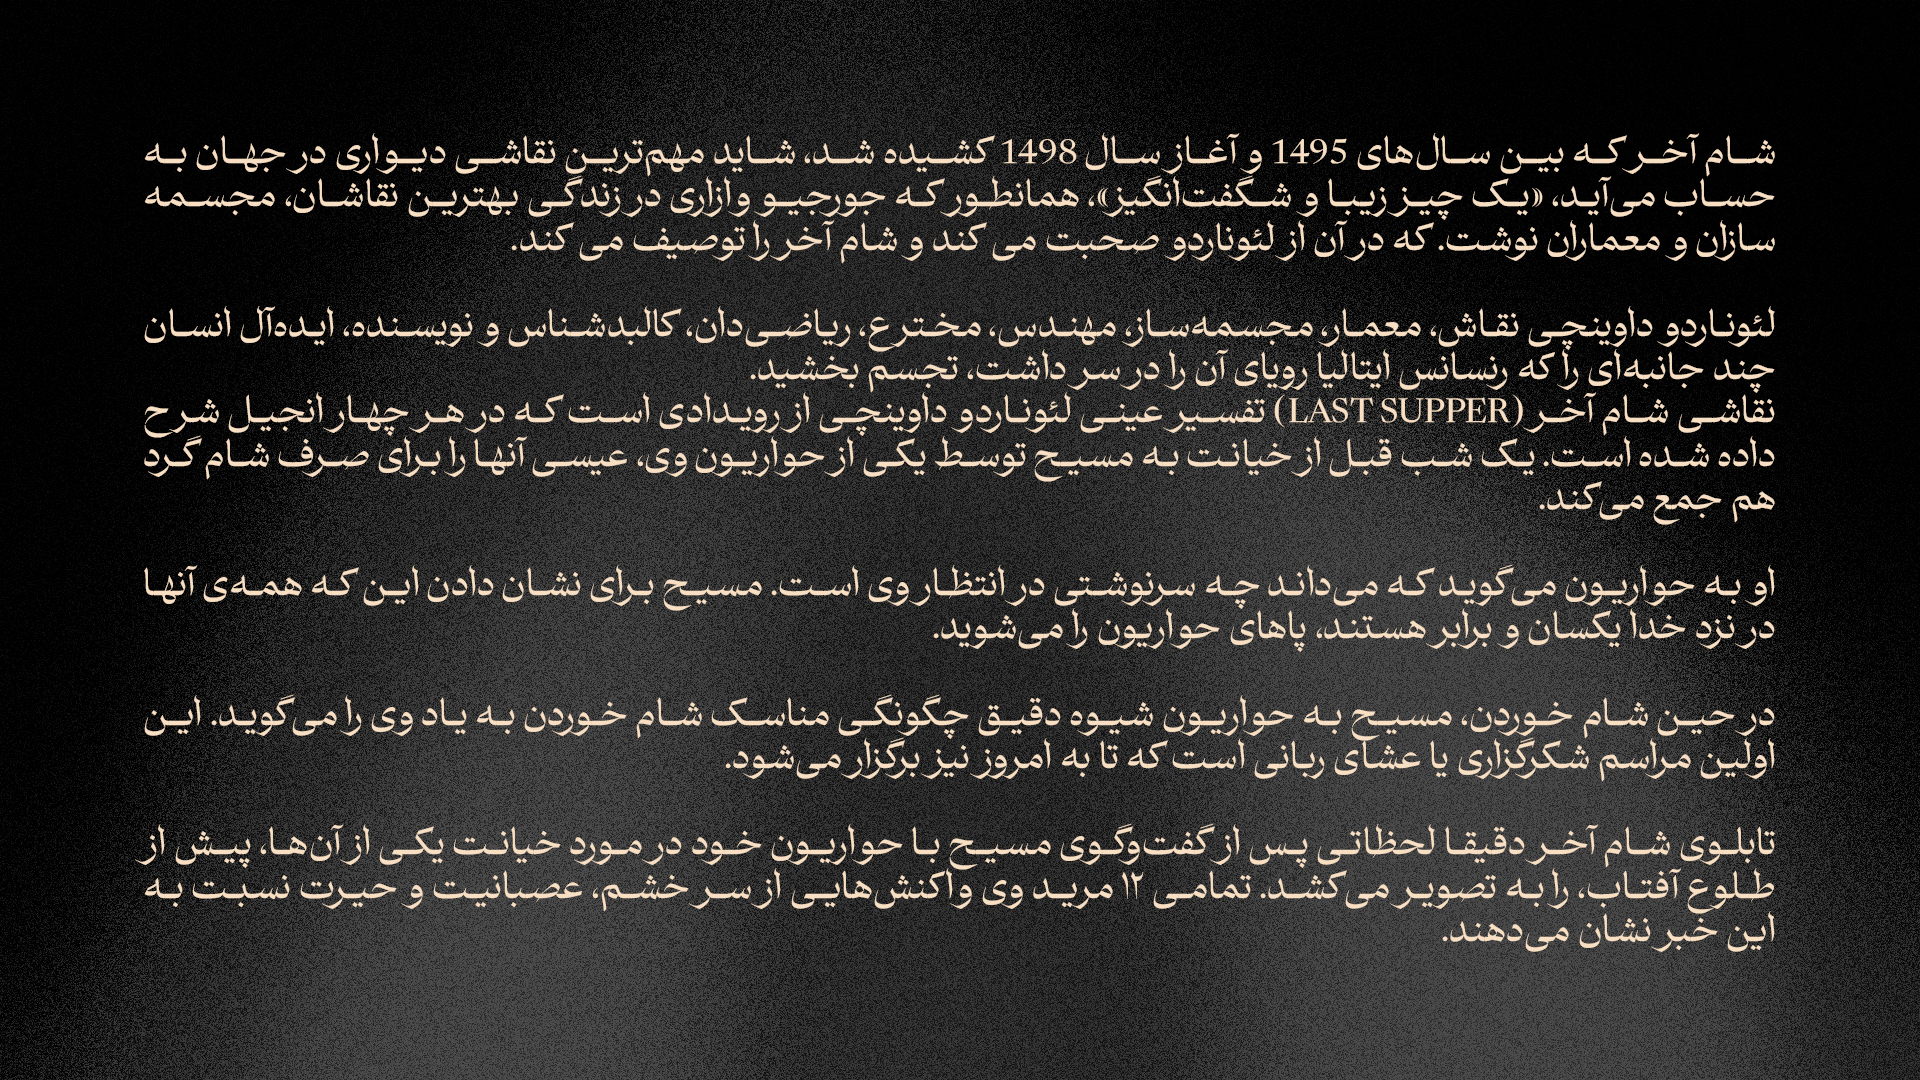 شام آخر که بین سال‌های 1495 و آغاز سال 1498 کشیده شد، شاید مهم‌ترین نقاشی دیواری در جهان به
حساب می‌آید، «یک چیز زیبا و شگفت‌انگیز»، همانطور که جورجیو وازاری در زندگی بهترین نقاشان، مجسمه
سازان و معماران نوشت. که در آن از لئوناردو صحبت می کند و شام آخر را توصیف می کند.
لئوناردو داوینچی نقاش، معمار، مجسمه‌ساز، مهندس، مخترع، ریاضی‌دان، کالبدشناس و نویسنده، ایده‌آل انسان
چند جانبه‌ای را که رنسانس ایتالیا رویای آن را در سر داشت، تجسم بخشید.
نقاشی شام آخر (LAST SUPPER) تفسیر عینی لئوناردو داوینچی از رویدادی است که در هر چهار انجیل شرح
داده شده است. یک شب قبل از خیانت به مسیح توسط یکی از حواریون وی، عیسی آنها را برای صرف شام گرد
هم جمع می‌کند.
او به حواریون می‌گوید که می‌داند چه سرنوشتی در انتظار وی است. مسیح برای نشان دادن این که همه‌ی آنها
در نزد خدا یکسان و برابر هستند، پاهای حواریون را می‌شوید.
در حین شام خوردن، مسیح به حواریون شیوه دقیق چگونگی مناسک شام خوردن به یاد وی را می‌گوید. این
اولین مراسم شکرگزاری یا عشای ربانی است که تا به امروز نیز برگزار می‌شود.
تابلوی شام آخر دقیقا لحظاتی پس از گفت‌وگوی مسیح با حواریون خود در مورد خیانت یکی از آن‌ها، پیش از
طلوع آفتاب، را به تصویر می‌کشد. تمامی ۱۲ مرید وی واکنش‌هایی از سر خشم، عصبانیت و حیرت نسبت به
این خبر نشان می‌دهند.